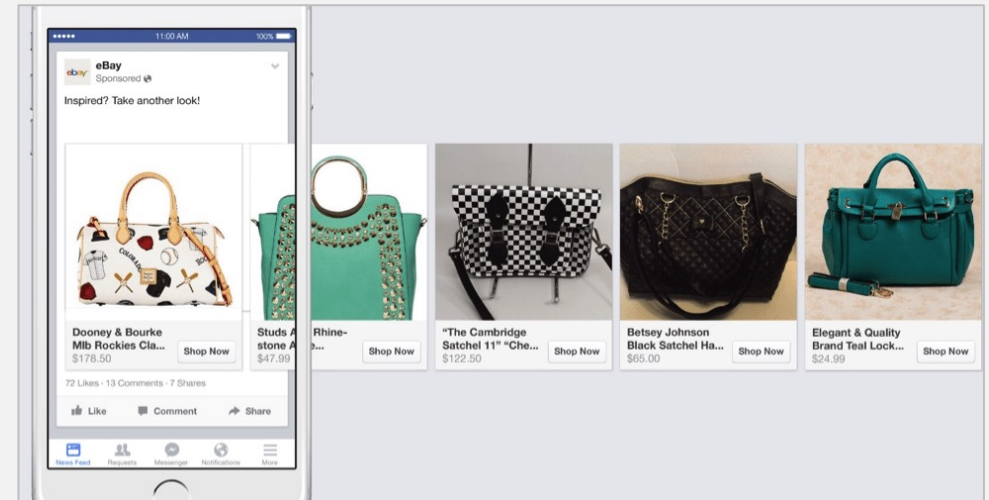 11:00 AM
100%
ebay
eBay
Sponsored
Inspired? Take another look!
COLORADO
Dooney & Bourke
Mlb Rockies Cla...
$178.50
Shop Now
Studs A Rhine-
stone A e...
$47.99
Shop Now
“The Cambridge
Satchel 11” “Che...
$122.50
Shop Now
Betsey Johnson
Black Satchel Ha...
$65.00
Shop Now
Elegant & Quality
Brand Teal Lock...
$24.99
Shop Now
72 Likes · 13 Comments · 7 Shares
Like
Comment
Share
News Feed
Requests
Messenger
Notifications
More